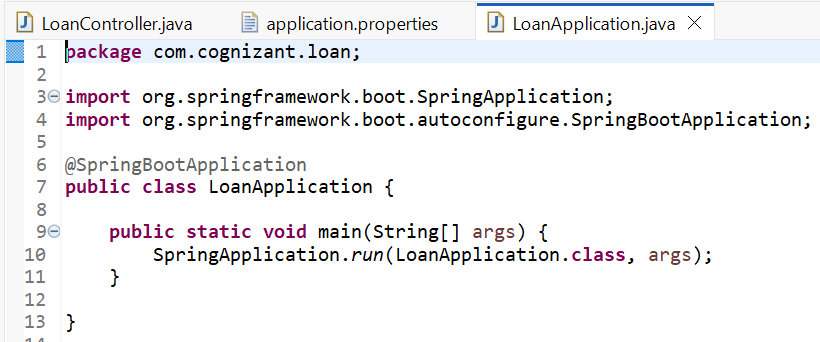 LoanController.java application.properties LoanApplication.java
1 package com.cognizant.loan;
2
3 import org.springframework.boot.SpringApplication;
4 import org.springframework.boot.autoconfigure.SpringBootApplication;
5
6 @SpringBootApplication
7 public class LoanApplication {
8
9 public static void main(String[] args) {
10 SpringApplication.run(LoanApplication.class, args);
11 }
12
13 }